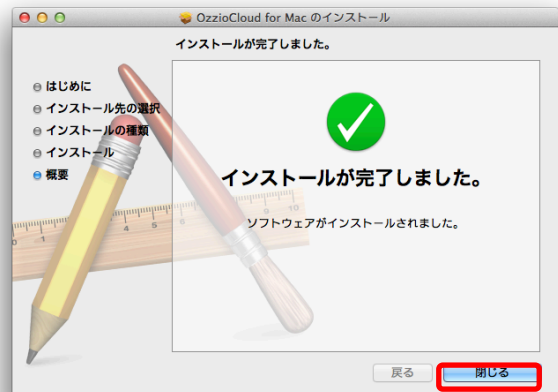 OzzioCloud for Mac のインストール
インストールが完了しました。
はじめに
インストール先の選択
インストールの種類
インストール
概要
インストールが完了しました。
ソフトウェアがインストールされました。
戻る
閉じる